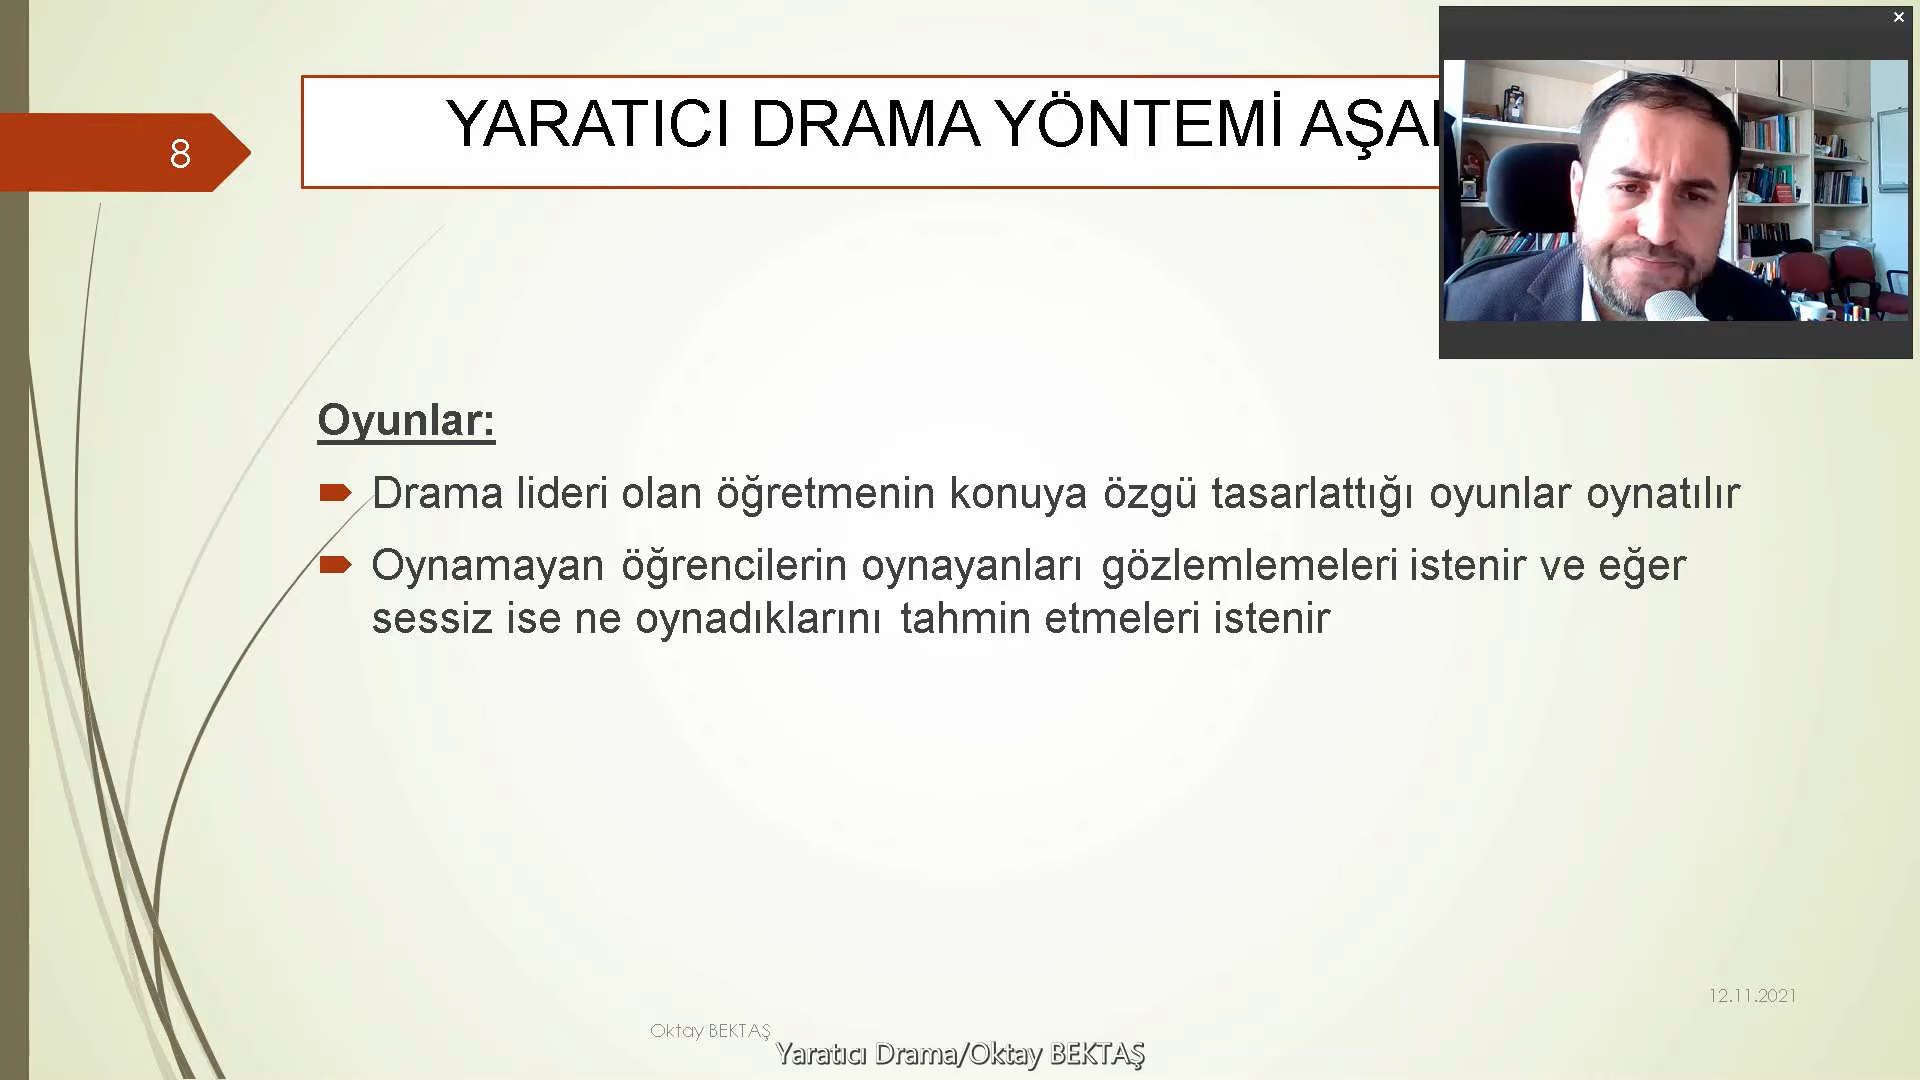 8
YARATICI DRAMA YÖNTEMİ
Oyunlar:
Drama lideri olan öğretmenin konuya özgü tasarlattığı oyunlar oynatılır
Oynamayan öğrencilerin oynayanları gözlemlemeleri istenir ve eğer
sessiz ise ne oynadıklarını tahmin etmeleri istenir
12.11.2021
Oktay BEKTAŞ
Yaratıcı Drama/Oktay BEKTAŞ